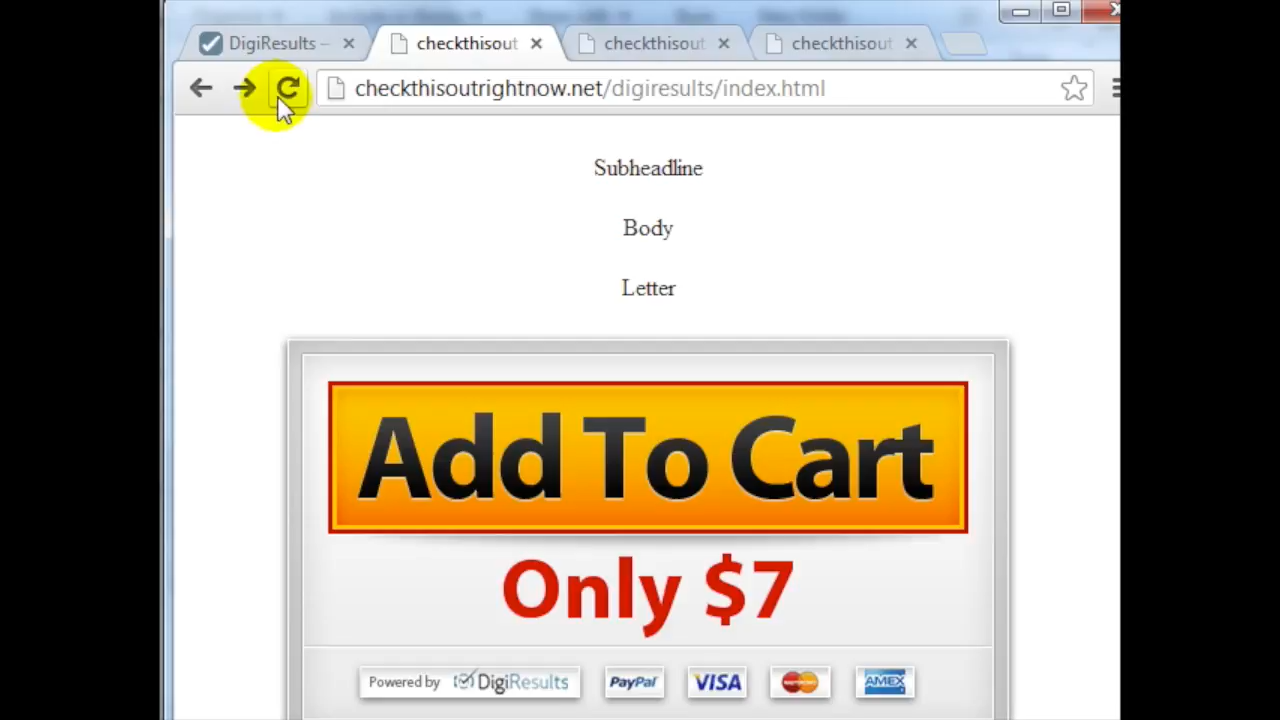 DigiResults –
checkthisout
checkthisout
checkthisout
checkthisoutrightnow.net/digiresults/index.html
Subheadline
Body
Letter
Add To Cart
Only $7
Powered by DigiResults PayPal VISA MasterCard AMEX